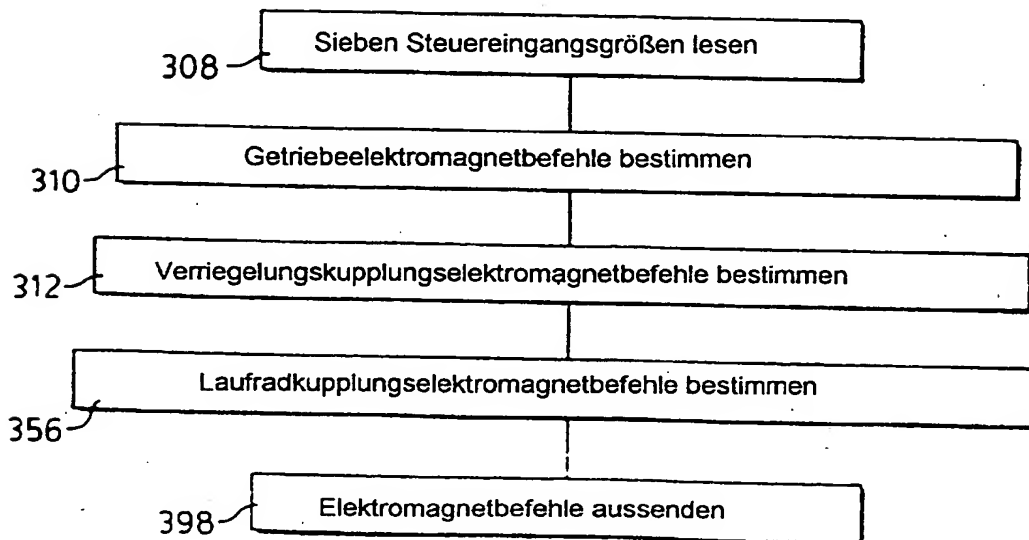 Sieben Steuereingangsgrößen lesen
308
Getriebeelektromagnetbefehle bestimmen
310
Verriegelungskupplungselektromagnetbefehle bestimmen
312
Laufradkupplungselektromagnetbefehle bestimmen
356
Elektromagnetbefehle aussenden
398